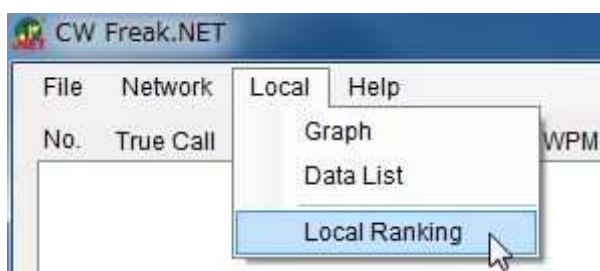 CW Freak.NET
File Network Local Help
No. True Call Graph WPM
Data List
Local Ranking